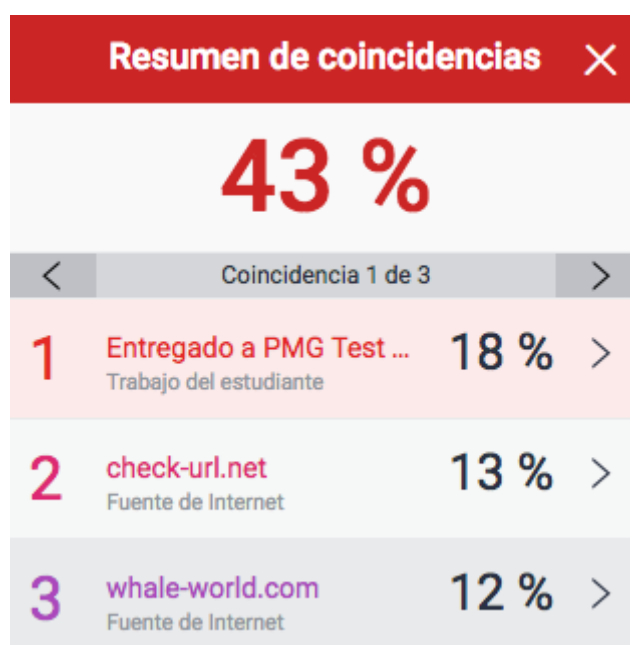 Resumen de coincidencias
43 %
Coincidencia 1 de 3
1 Entregado a PMG Test ... 18 %
Trabajo del estudiante
2 check-url.net 13 %
Fuente de Internet
3 whale-world.com 12 %
Fuente de Internet